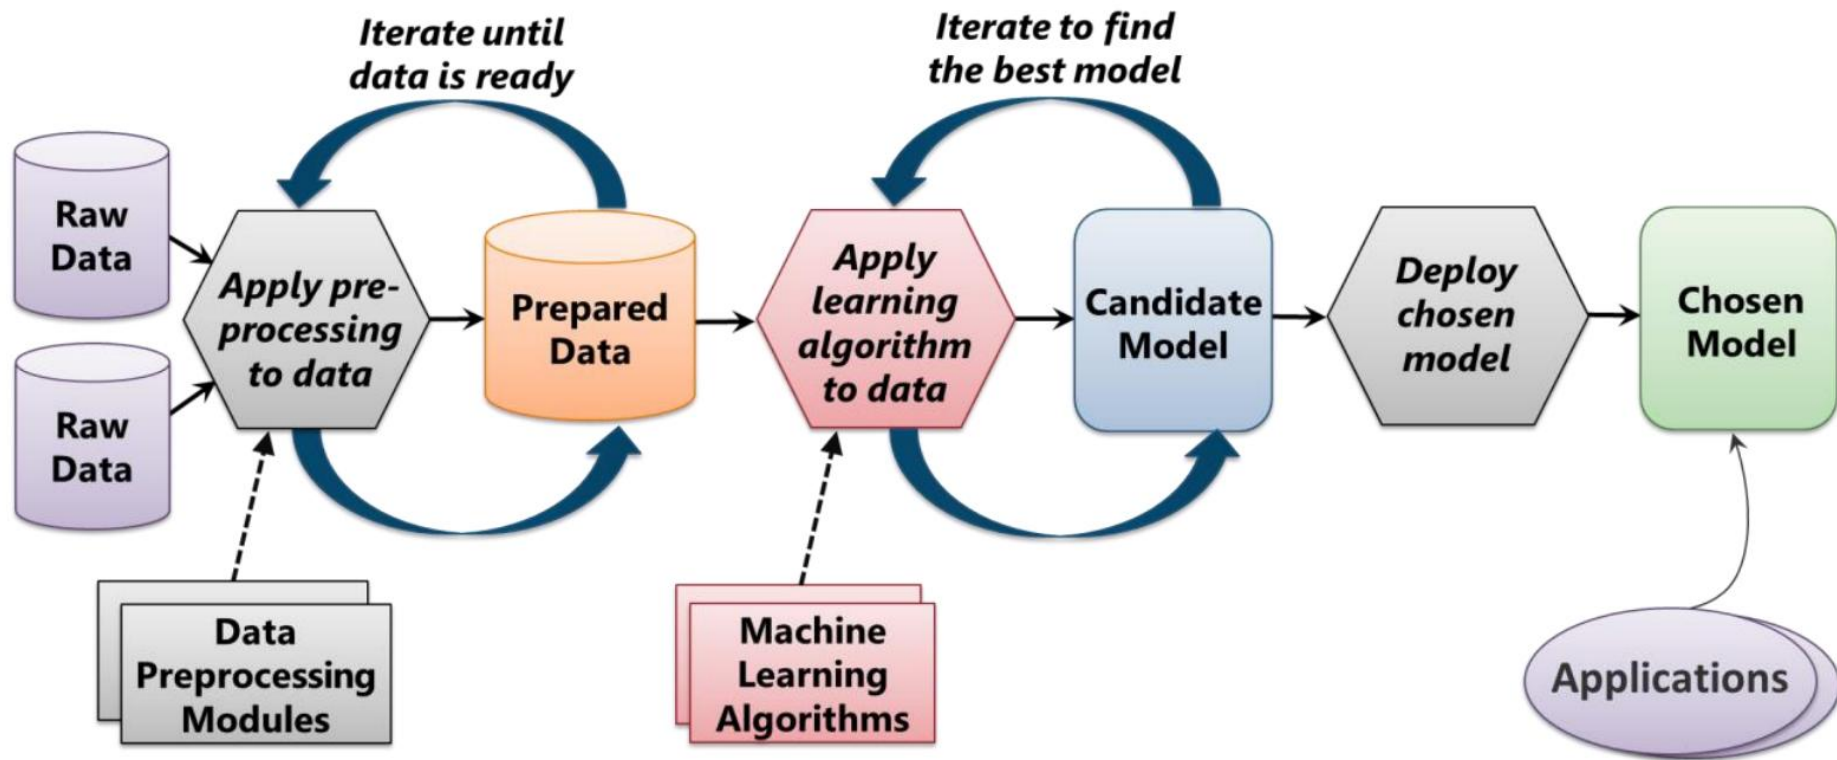 Iterate until
data is ready
Iterate to find
the best model
Raw
Data
Raw
Data
Apply pre-
processing
to data
Prepared
Data
Apply
learning
algorithm
to data
Candidate
Model
Deploy
chosen
model
Chosen
Model
Data
Preprocessing
Modules
Machine
Learning
Algorithms
Applications